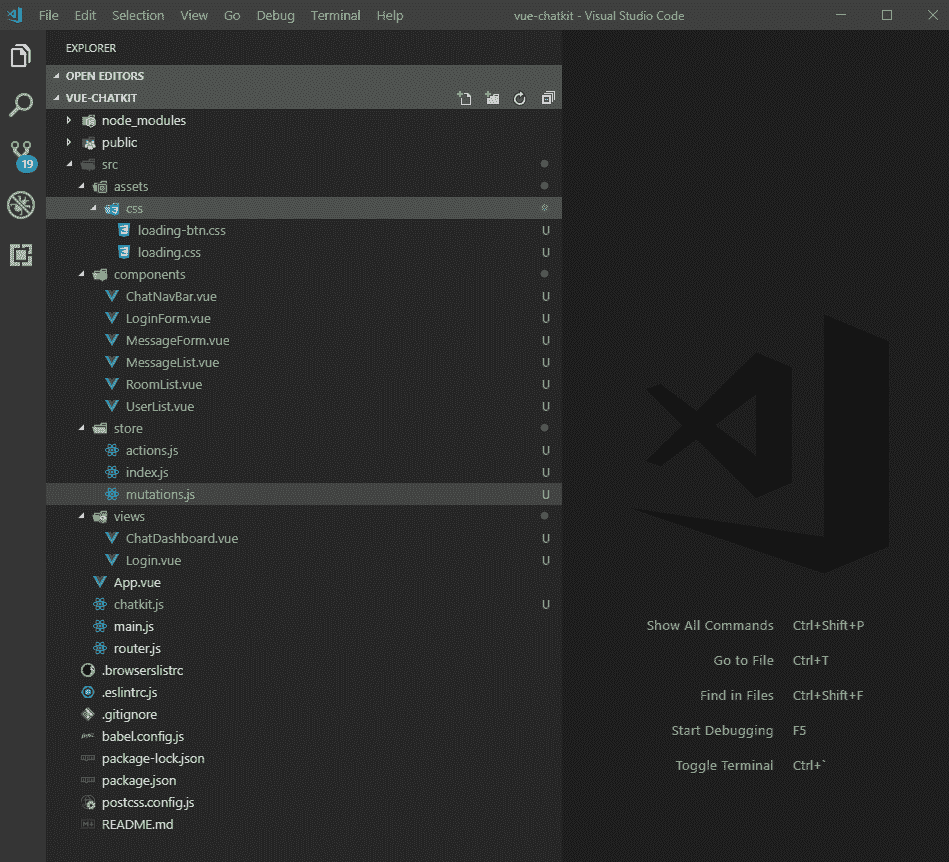 File Edit Selection View Go Debug Terminal Help vue-chatkit - Visual Studio Code
EXPLORER
OPEN EDITORS
VUE-CHATKIT
node_modules
public
src
assets
css
19
loading-btn.css U
loading.css U
components
ChatNavBar.vue U
LoginForm.vue U
MessageForm.vue U
MessageList.vue U
RoomList.vue U
UserList.vue U
store
actions.js U
index.js U
mutations.js U
views
ChatDashboard.vue U
Login.vue U
App.vue
chatkit.js U
main.js
router.js
.browserslistrc
.eslintrc.js
.gitignore
babel.config.js
package-lock.json
package.json
postcss.config.js
README.md
Show All Commands Ctrl+Shift+P
Go to File Ctrl+T
Find in Files Ctrl+Shift+F
Start Debugging F5
Toggle Terminal Ctrl+`